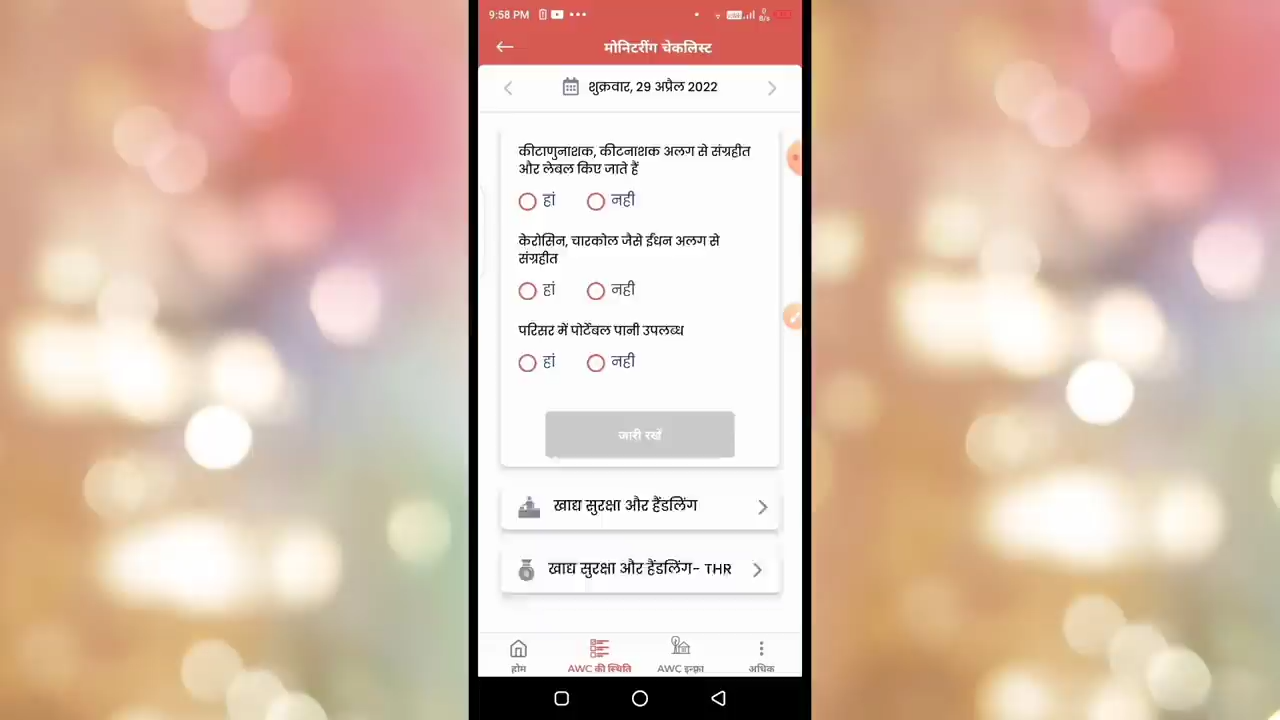 9:58 PM
0 B/s
मोनिटरींग चेकलिस्ट
शुक्रवार, 29 अप्रैल 2022
कीटाणुनाशक, कीटनाशक अलग से संग्रहीत
और लेबल किए जाते हैं
हां नही
केरोसिन, चारकोल जैसे ईंधन अलग से
संग्रहीत
हां नही
परिसर में पोर्टेबल पानी उपलब्ध
हां नही
जारी रखें
खाद्य सुरक्षा और हैंडलिंग
खाद्य सुरक्षा और हैंडलिंग- THR
होम AWC की स्थिति AWC इन्फ्रा अधिक